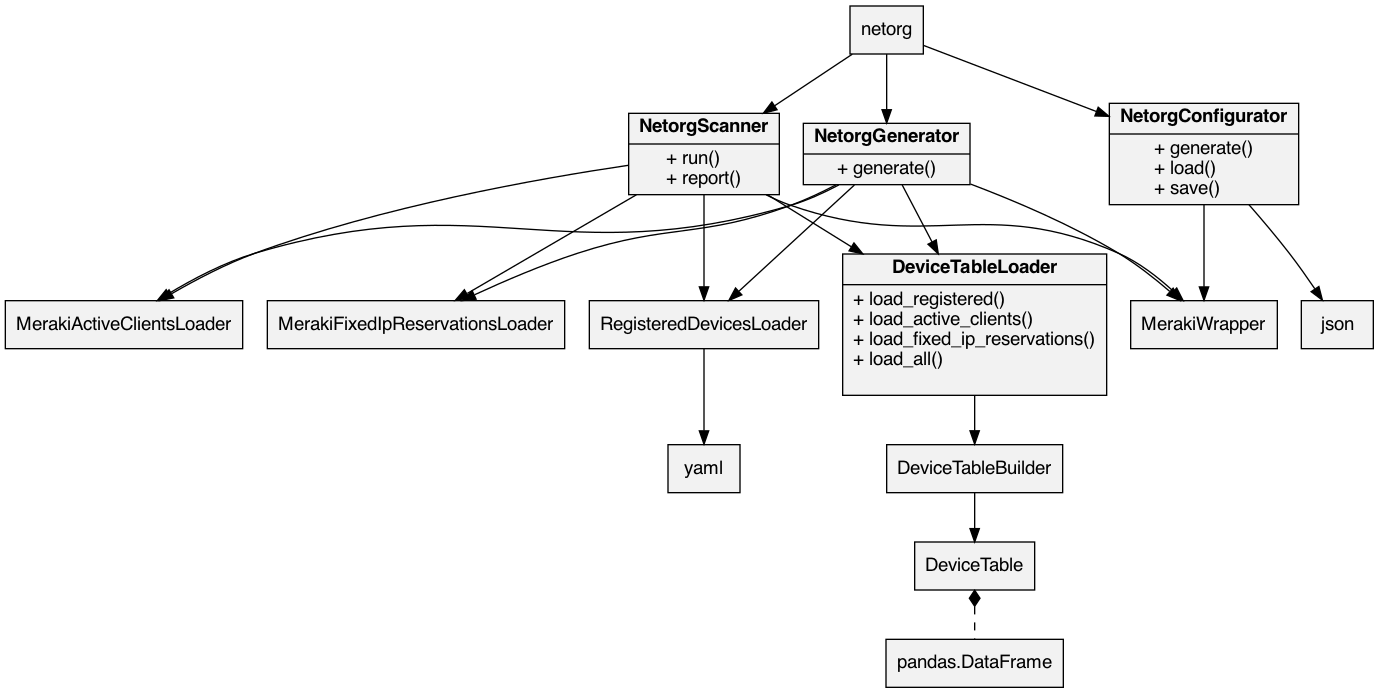 netorg
NetorgScanner
+ run()
+ report()
NetorgGenerator
+ generate()
NetorgConfigurator
+ generate()
+ load()
+ save()
MerakiActiveClientsLoader
MerakiFixedIpReservationsLoader
RegisteredDevicesLoader
DeviceTableLoader
+ load_registered()
+ load_active_clients()
+ load_fixed_ip_reservations()
+ load_all()
MerakiWrapper
json
yaml
DeviceTableBuilder
DeviceTable
pandas.DataFrame